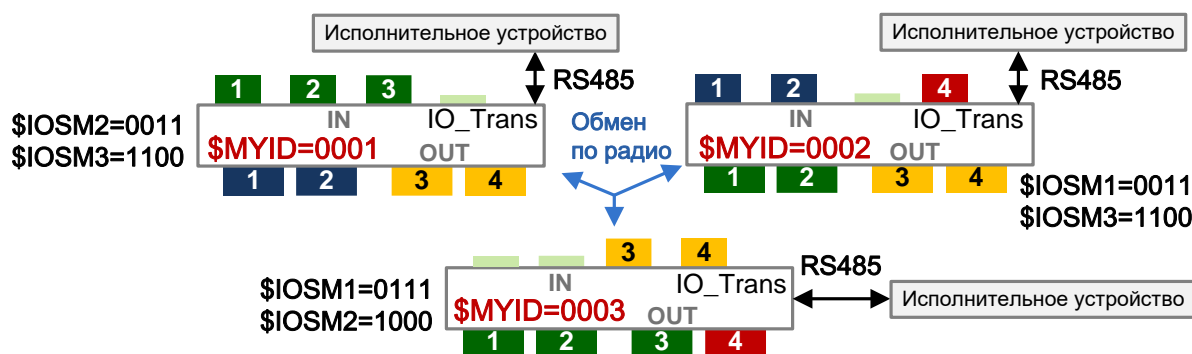 Исполнительное устройство
Исполнительное устройство
RS485
RS485
1 2 3
1 2 4
IN IO_Trans
IN IO_Trans
$IOSM2=0011
$IOSM3=1100
$MYID=0001 OUT
Обмен
по радио
$MYID=0002 OUT
1 2 3 4
1 2 3 4
$IOSM1=0011
$IOSM3=1100
3 4
RS485
IN IO_Trans
$IOSM1=0111
$IOSM2=1000
$MYID=0003 OUT
Исполнительное устройство
1 2 3 4